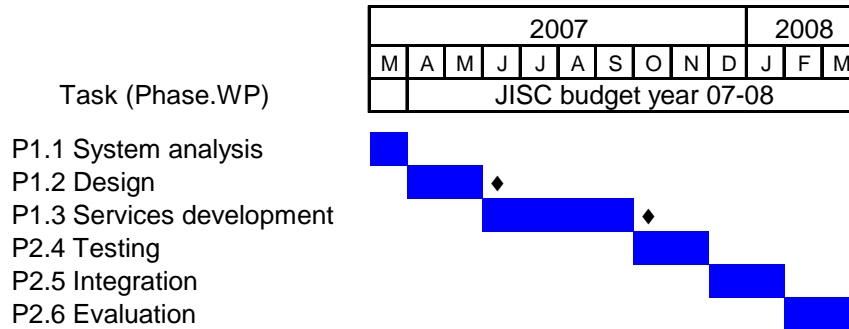 2007 2008
M A M J J A S O N D J F M
Task (Phase.WP) JISC budget year 07-08
P1.1 System analysis
P1.2 Design
P1.3 Services development
P2.4 Testing
P2.5 Integration
P2.6 Evaluation